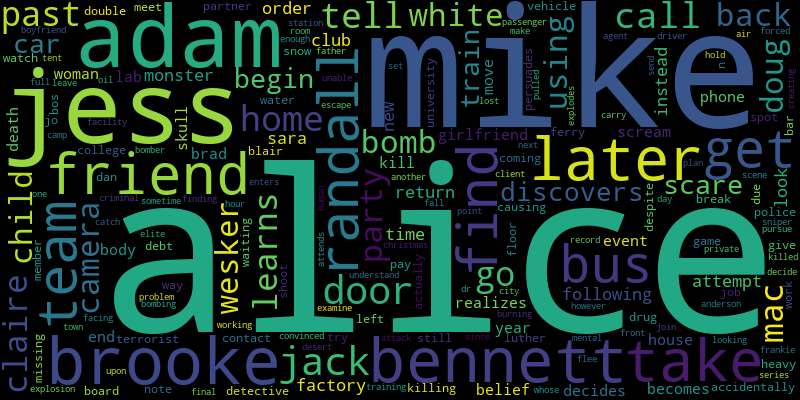 past double meet partner order tell white call back
adam mike
boyfriend station
car room enough
using train doug
watch tent snow club
jess woman father vehicle passenger agent driver air forced
oil lab monster begin full leave unable set move instead hold n
death skull water randall university persuades send phone
bos home new pulled lost explodes carry spot
job facility escape
camp college sara bomb girlfriend ferry scream bar
bomber blair kill another coming next client plan scene
friend later get
child brad dan find discovers scare look
team one criminal sometime finding enters hour human party return fall point causing despite due day break police sniper pursue
camera member catch body elite debt wesker learns waiting attends time christmas actually floor record private game event give killed decide
alice
claire way shoot understand pay dr city realizes following however bus attempt job anderson work
missing problem bombing examine door go burning mental drug house join looking mac
town facing working left year luther front frankie
end terrorist contact convinced try still attack since desert killing flee heavy
brooke jack bennett take
explosion upon board note final detective factory training belief whose decides becomes accidentally series make